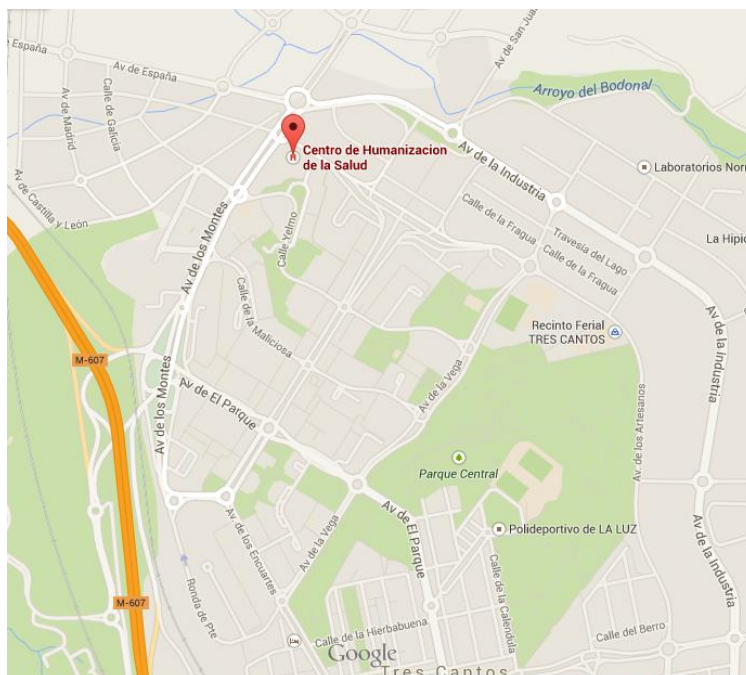 Av de España
Av de España
Av de San Juan
Arroyo del Bodonal
Av de Madrid
Calle de Galicia
Centro de Humanizacion
de la Salud
Av de la Industria
Laboratorios Norm
Av de Castilla y León
Calle de la Fragua
Travesía del Lago
La Hipic
Calle Yelmo
Av de los Montes
Calle de la Fragua
Calle de la Maliciosa
Recinto Ferial
TRES CANTOS
Av de la Industria
M-607
Av de la Vega
Av de El Parque
Av de los Montes
Av. de los Artesanos
Parque Central
Av de El Parque
Polideportivo de LA LUZ
Av de la Vega
Av. de los Encuartes
Av de la Industria
Ronda de Pte
Calle de la Caléndula
M-607
Calle de la Hierbabuena
Calle del Berro
Google
Tres Cantos